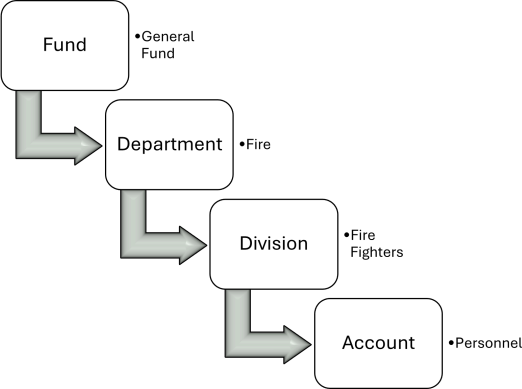 Fund
•General
Fund
Department
•Fire
Division
•Fire
Fighters
Account
•Personnel